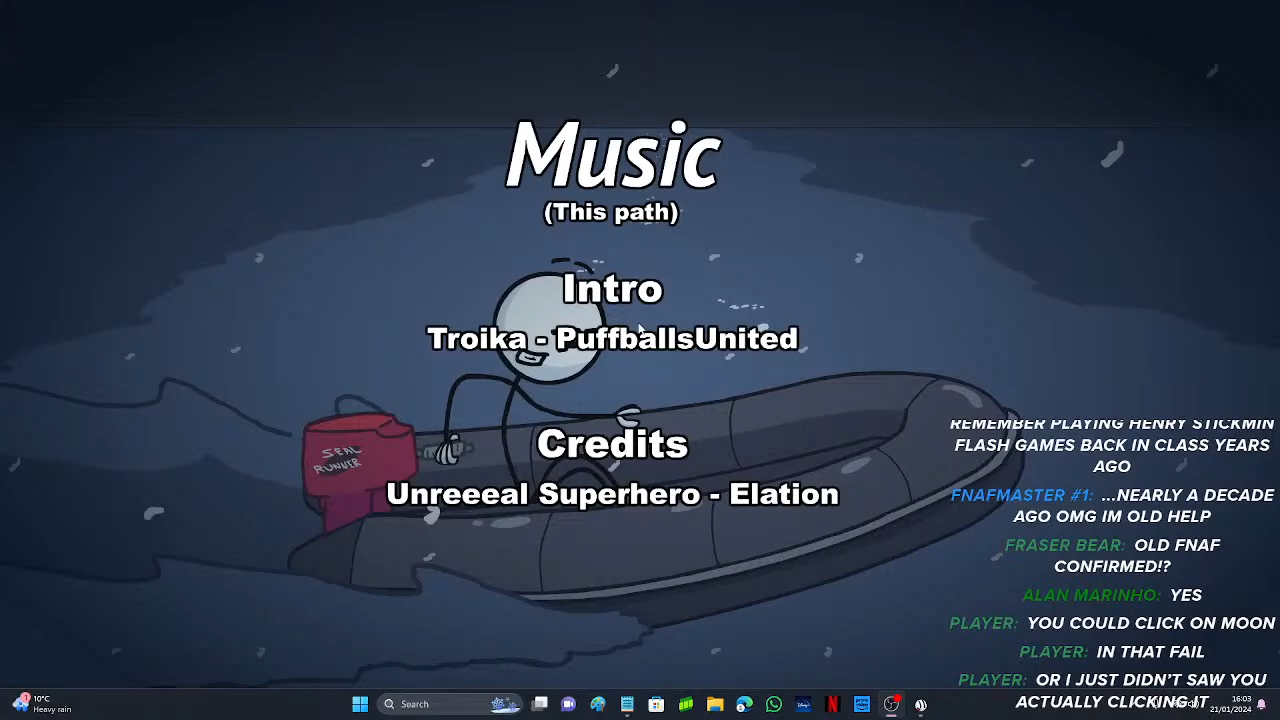 Music
(This path)
Intro
Troika - PuffballsUnited
Credits
Unreeeal Superhero - Elation
SEAL
RUNNER
REMEMBER PLAYING HENRY STICKMIN
FLASH GAMES BACK IN CLASS YEARS
AGO
FNAFMASTER #1: ...NEARLY A DECADE
AGO OMG IM OLD HELP
FRASER BEAR: OLD FNAF
CONFIRMED!?
ALAN MARINHO: YES
PLAYER: YOU COULD CLICK ON MOON
PLAYER: IN THAT FAIL
PLAYER: OR I JUST DIDN'T SAW YOU
ACTUALLY CLICKING IT
1
10°C
Heavy rain
Search
16:03
21/01/2024